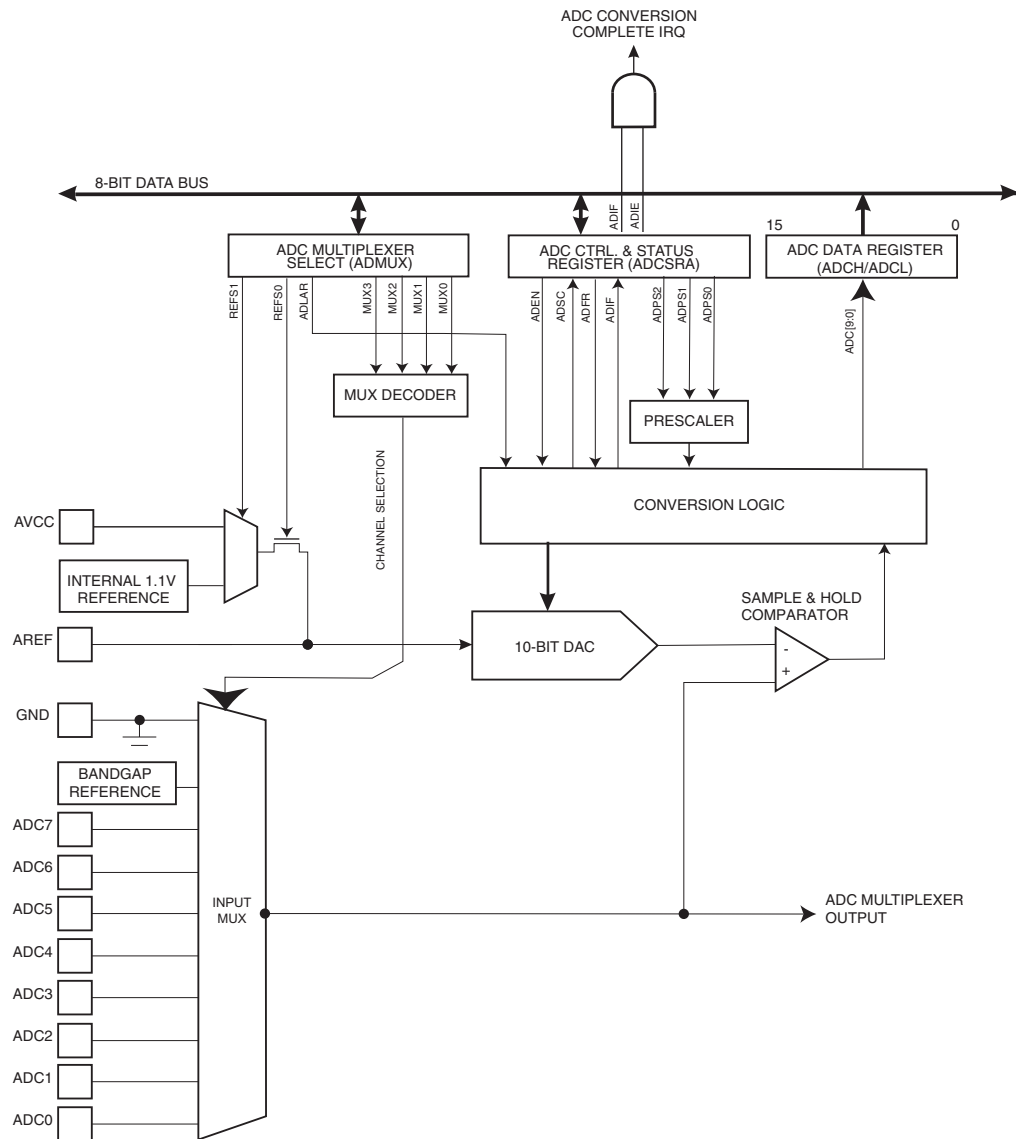 ADC CONVERSION
COMPLETE IRQ
8-BIT DATA BUS
ADIF
ADIE
15
0
ADC MULTIPLEXER
SELECT (ADMUX)
ADC CTRL. & STATUS
REGISTER (ADCSRA)
ADC DATA REGISTER
(ADCH/ADCL)
REFS1
REFS0
ADLAR
MUX3
MUX2
MUX1
MUX0
ADEN
ADSC
ADFR
ADIF
ADPS2
ADPS1
ADPS0
ADC[9:0]
MUX DECODER
PRESCALER
CHANNEL SELECTION
CONVERSION LOGIC
AVCC
INTERNAL 1.1V
REFERENCE
SAMPLE & HOLD
COMPARATOR
AREF
10-BIT DAC
-
+
GND
BANDGAP
REFERENCE
ADC7
ADC6
ADC5
INPUT
MUX
ADC MULTIPLEXER
OUTPUT
ADC4
ADC3
ADC2
ADC1
ADC0